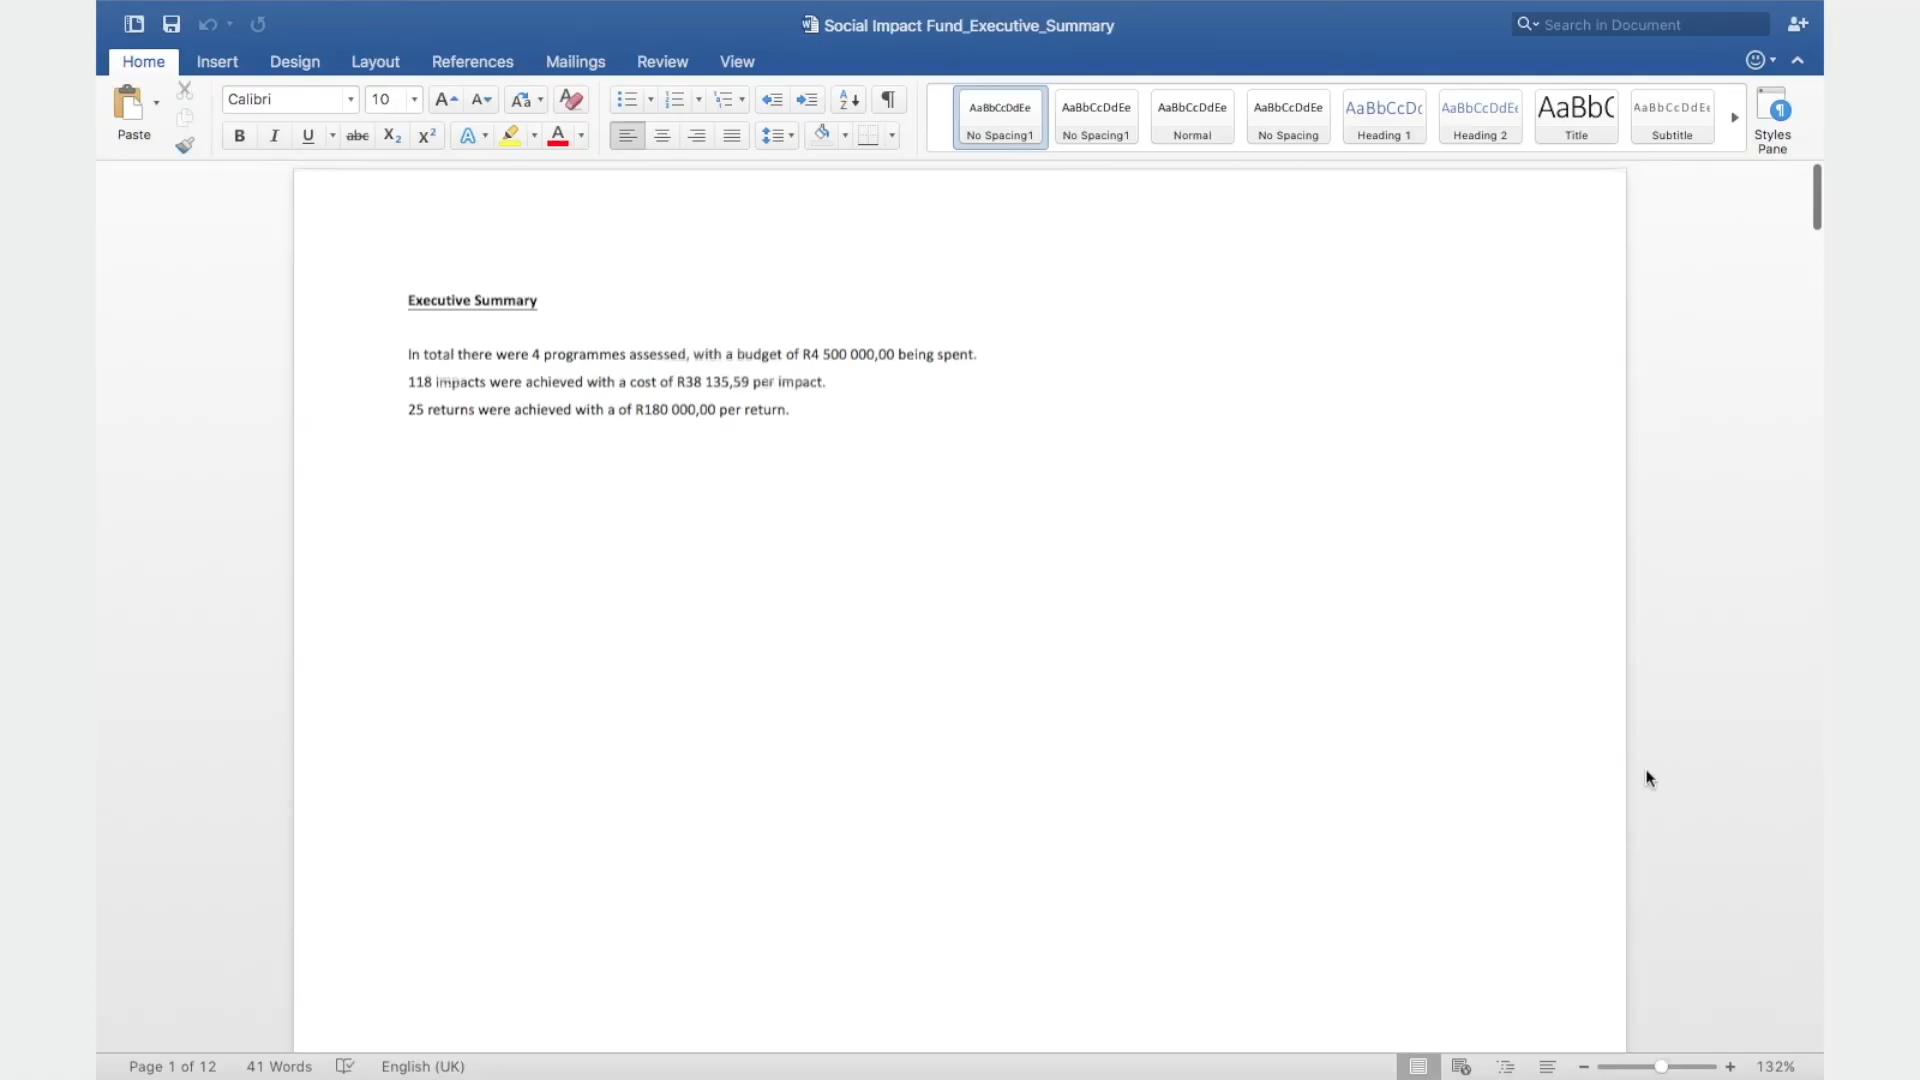 Social Impact Fund_Executive_Summary
Search in Document
Home Insert Design Layout References Mailings Review View
Paste
Calibri 10
AaBbCcDdEe No Spacing1
AaBbCcDdEe No Spacing1
AaBbCcDdEe Normal
AaBbCcDdEe No Spacing
AaBbCcDc Heading 1
AaBbCcDdEe Heading 2
AaBbC Title
AaBbCcDdEe Subtitle
Styles Pane
Executive Summary
In total there were 4 programmes assessed, with a budget of R4 500 000,00 being spent.
118 impacts were achieved with a cost of R38 135,59 per impact.
25 returns were achieved with a of R180 000,00 per return.
Page 1 of 12 41 Words English (UK) 132%